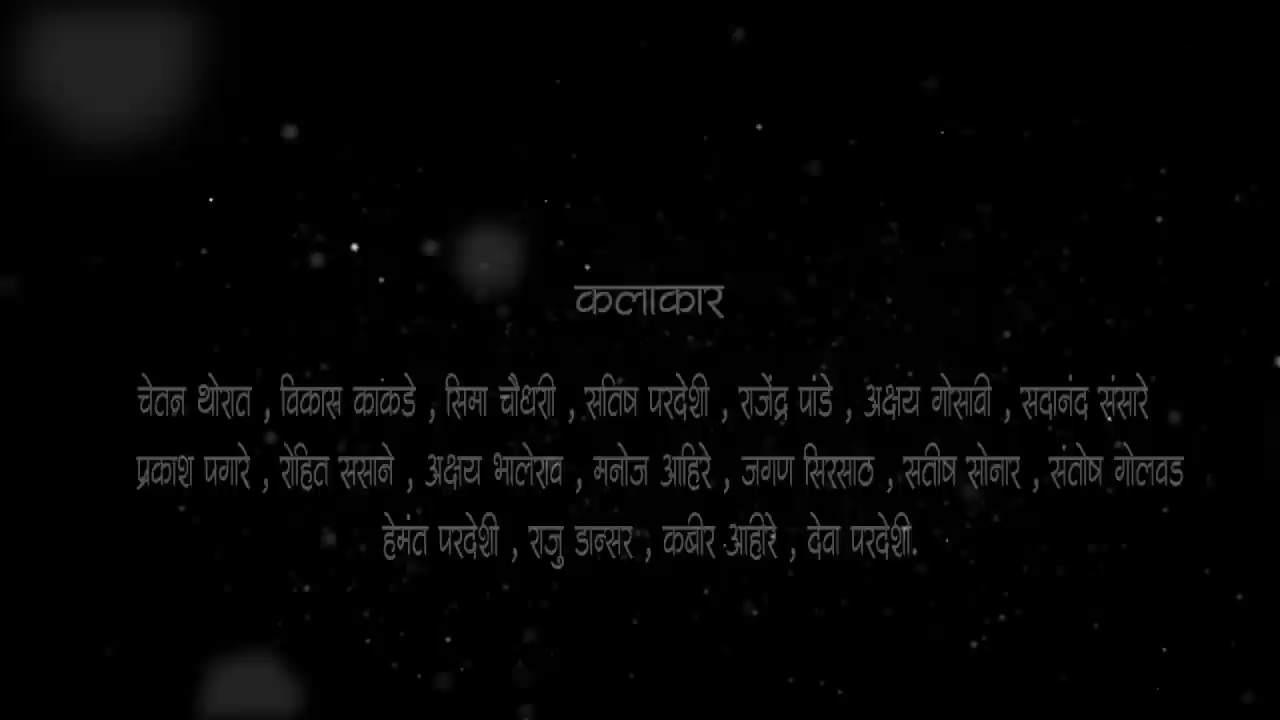 कलाकार
चेतन थोरात , विकास काकडे , सिमा चौधरी , सतिष परदेशी , राजेंद्र पांडे , अक्षय गोसावी , सदानंद संसारे
प्रकाश पगारे , रोहित ससाने , अक्षय भालेराव , मनोज आहिरे , जगण सिरसाठ , सतीष सोनार , संतोष गोलवड
हेमंत परदेशी , राजु डान्सर , कबीर अहीरे , देवा परदेशी.